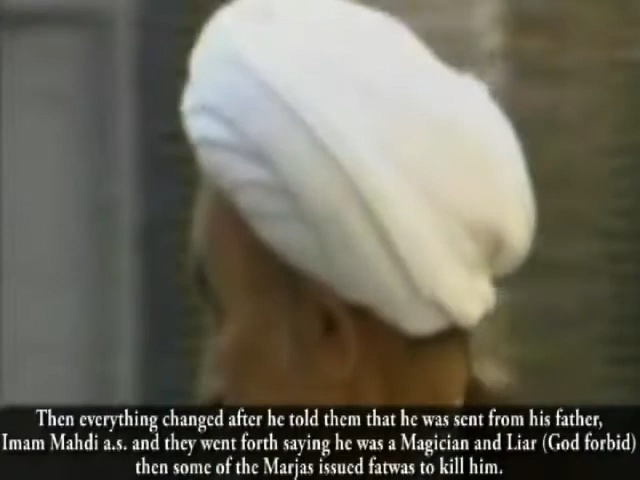 Then everything changed after he told them that he was sent from his father,
Imam Mahdi a.s. and they went forth saying he was a Magician and Liar (God forbid)
then some of the Marjas issued fatwas to kill him.